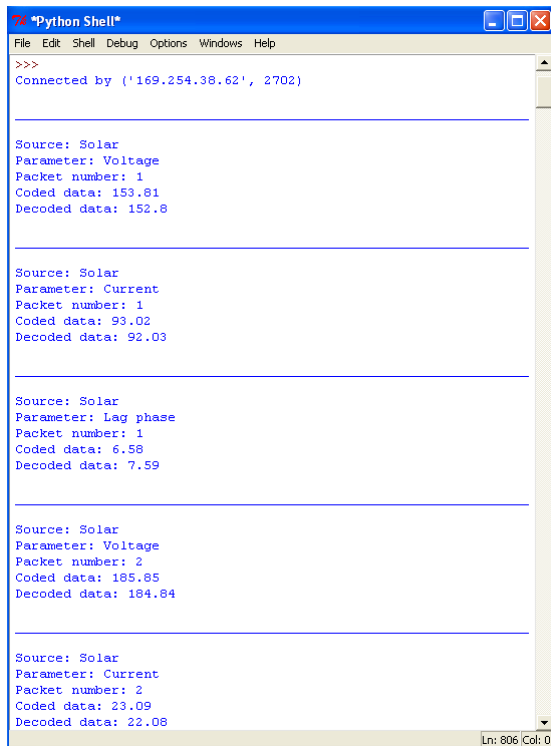 *Python Shell*
File Edit Shell Debug Options Windows Help
>>>
Connected by ('169.254.38.62', 2702)
Source: Solar
Parameter: Voltage
Packet number: 1
Coded data: 153.81
Decoded data: 152.8
Source: Solar
Parameter: Current
Packet number: 1
Coded data: 93.02
Decoded data: 92.03
Source: Solar
Parameter: Lag phase
Packet number: 1
Coded data: 6.58
Decoded data: 7.59
Source: Solar
Parameter: Voltage
Packet number: 2
Coded data: 185.85
Decoded data: 184.84
Source: Solar
Parameter: Current
Packet number: 2
Coded data: 23.09
Decoded data: 22.08
Ln: 806 Col: 0